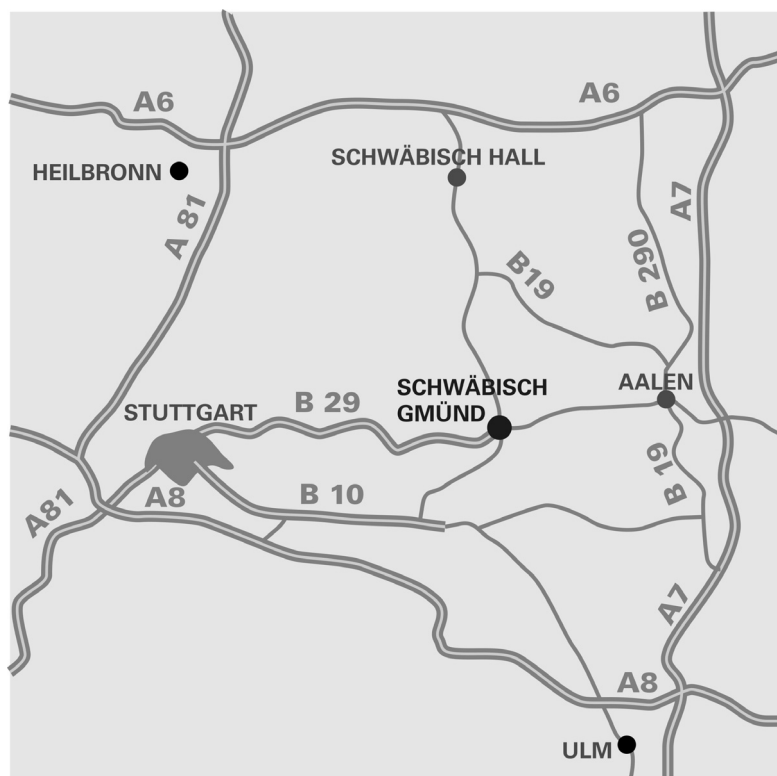 A6
A6
SCHWÄBISCH HALL
HEILBRONN
A 81
A7
B 290
B19
SCHWÄBISCH
GMÜND
AALEN
STUTTGART
B 29
B 19
B 10
A81
A8
A7
A8
ULM